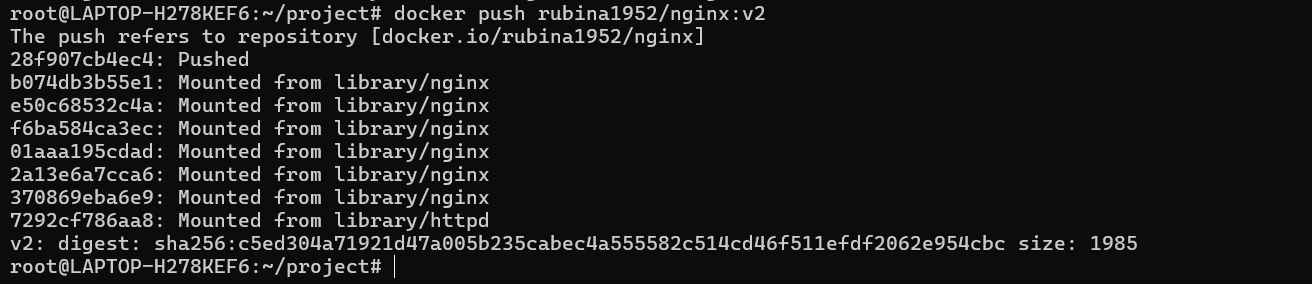 root@LAPTOP-H278KEF6:~/project# docker push rubina1952/nginx:v2
The push refers to repository [docker.io/rubina1952/nginx]
28f907cb4ec4: Pushed
b074db3b55e1: Mounted from library/nginx
e50c68532c4a: Mounted from library/nginx
f6ba584ca3ec: Mounted from library/nginx
01aaa195cdad: Mounted from library/nginx
2a13e6a7cca6: Mounted from library/nginx
370869eba6e9: Mounted from library/nginx
7292cf786aa8: Mounted from library/httpd
v2: digest: sha256:c5ed304a71921d47a005b235cabec4a555582c514cd46f511efdf2062e954cbc size: 1985
root@LAPTOP-H278KEF6:~/project#